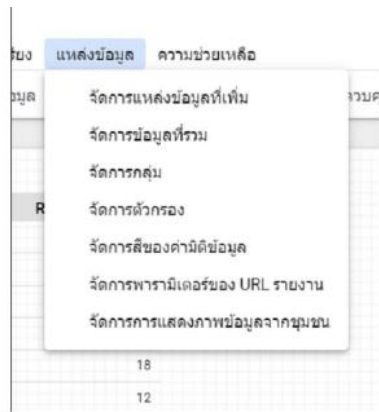 แหล่งข้อมูล ความช่วยเหลือ
จัดการแหล่งข้อมูลที่เพิ่ม
จัดการข้อมูลที่รวม
จัดการกลุ่ม
จัดการตัวกรอง
R
จัดการสีของค่ามิติข้อมูล
จัดการพารามิเตอร์ของ URL รายงาน
จัดการการแสดงภาพข้อมูลจากชุมชน
18
12